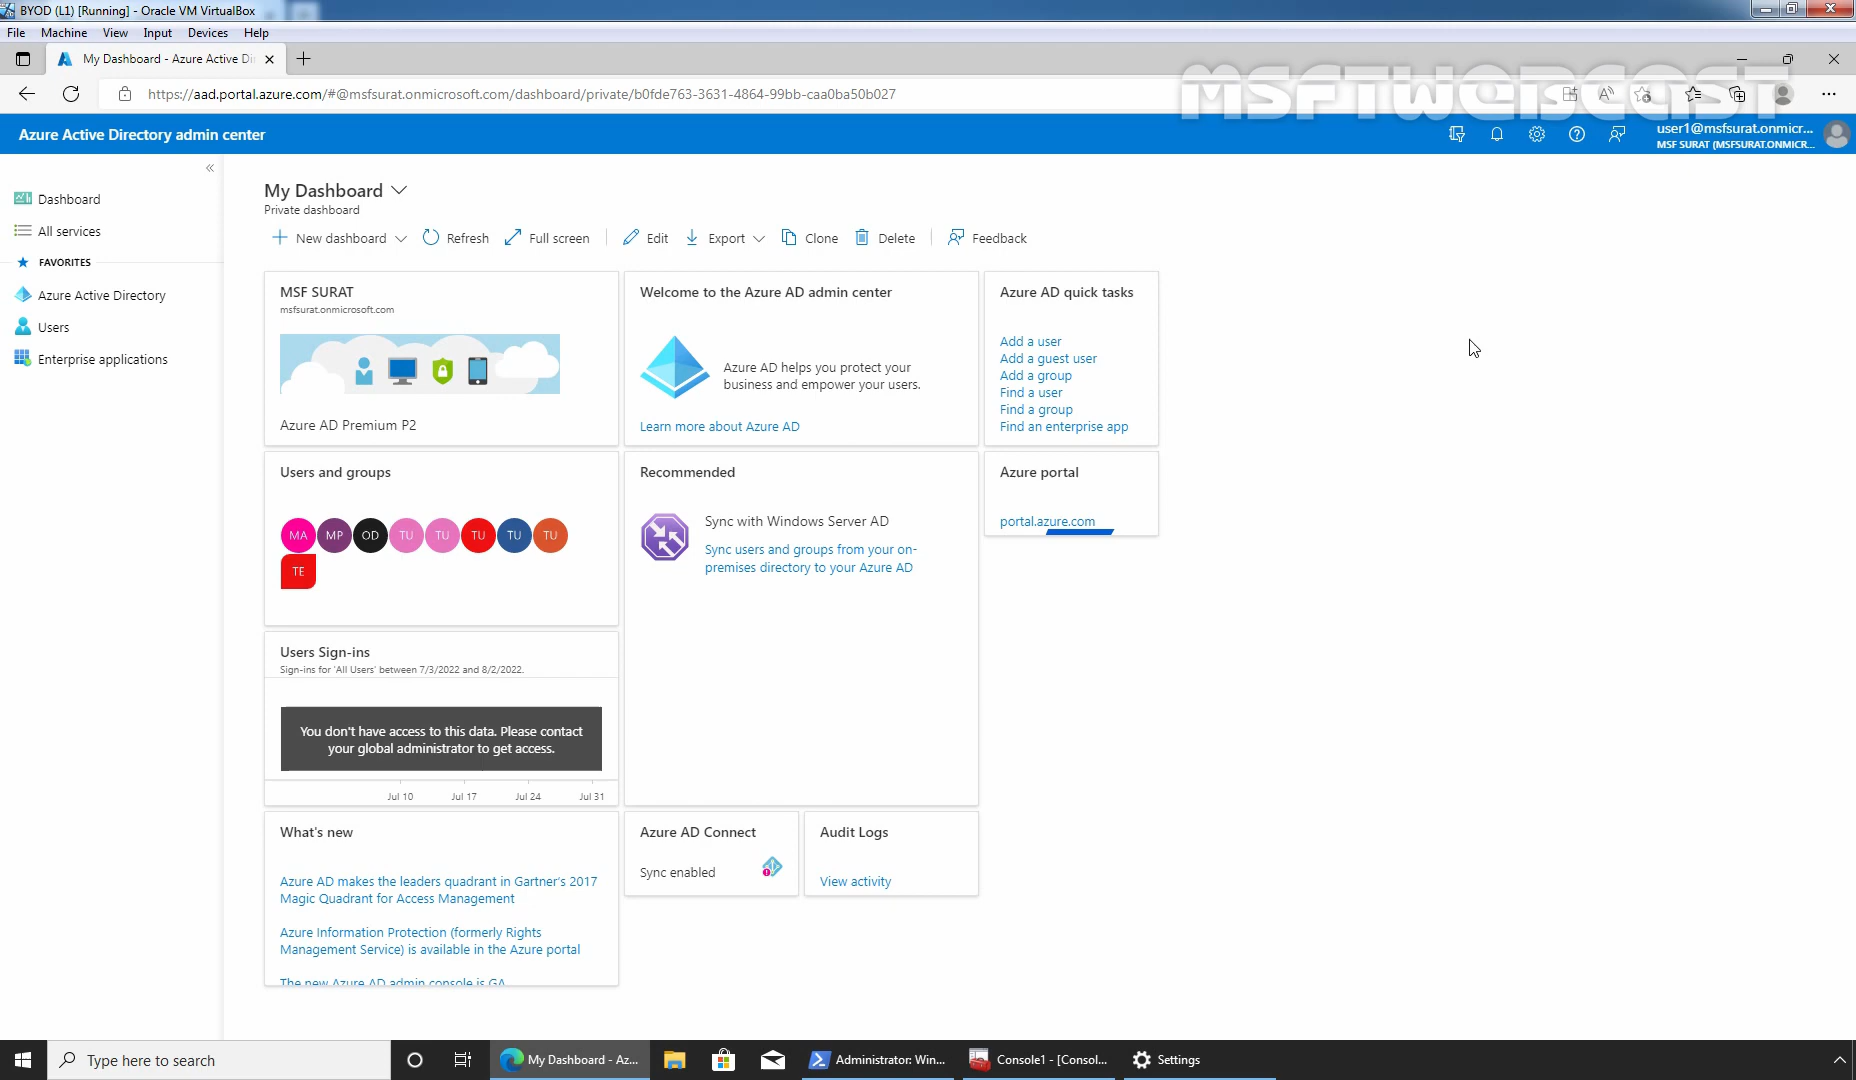 BYOD (L1) [Running] - Oracle VM VirtualBox
File Machine View Input Devices Help
My Dashboard - Azure Active Di
https://aad.portal.azure.com/#@msfsurat.onmicrosoft.com/dashboard/private/b0fde763-3631-4864-99bb-caa0ba50b027
MSFTWEBCAST
Azure Active Directory admin center
user1@msfsurat.onmicr...
MSF SURAT (MSFSURAT.ONMICR...
Dashboard
All services
FAVORITES
Azure Active Directory
Users
Enterprise applications
My Dashboard
Private dashboard
New dashboard Refresh Full screen Edit Export Clone Delete Feedback
MSF SURAT
msfsurat.onmicrosoft.com
Azure AD Premium P2
Welcome to the Azure AD admin center
Azure AD helps you protect your
business and empower your users.
Learn more about Azure AD
Azure AD quick tasks
Add a user
Add a guest user
Add a group
Find a user
Find a group
Find an enterprise app
Users and groups
MA MP OD TU TU TU TU TU
TE
Recommended
Sync with Windows Server AD
Sync users and groups from your on-
premises directory to your Azure AD
Azure portal
portal.azure.com
Users Sign-ins
Sign-ins for 'All Users' between 7/3/2022 and 8/2/2022.
You don't have access to this data. Please contact
your global administrator to get access.
Jul 10 Jul 17 Jul 24 Jul 31
What's new
Azure AD makes the leaders quadrant in Gartner's 2017
Magic Quadrant for Access Management
Azure Information Protection (formerly Rights
Management Service) is available in the Azure portal
The new Azure AD admin console is GA
Azure AD Connect
Sync enabled
Audit Logs
View activity
Type here to search
My Dashboard - Az...
Administrator: Win...
Console1 - [Consol...
Settings